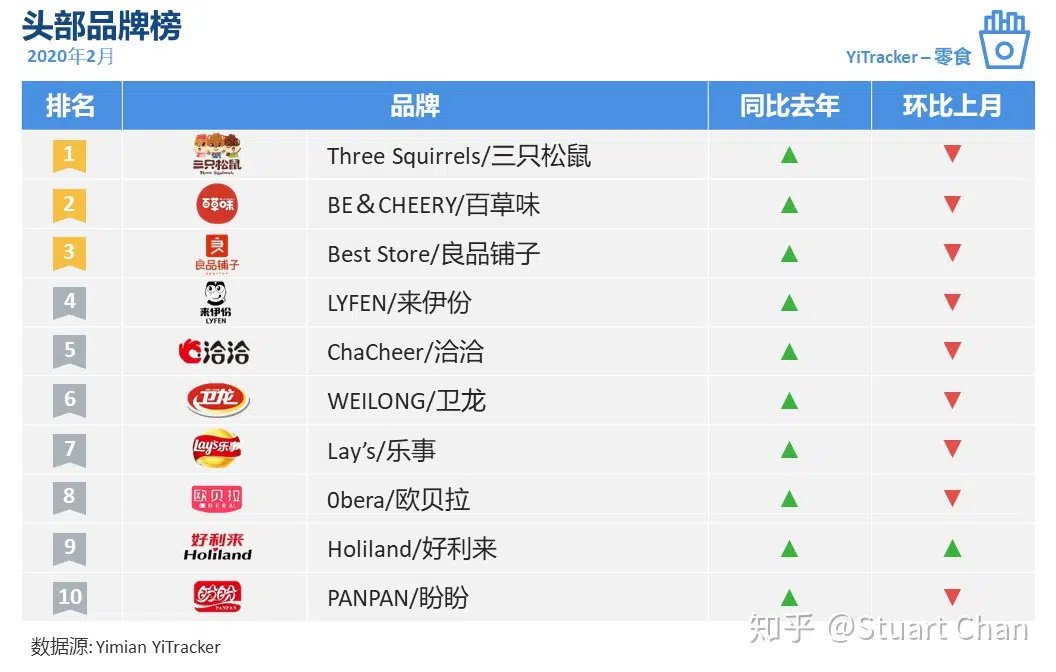 头部品牌榜
2020年2月
YiTracker – 零食
排名 品牌 同比去年 环比上月
1 三只松鼠 Three Squirrels Three Squirrels/三只松鼠 ▲ ▼
2 百草味 BE＆CHEERY/百草味 ▲ ▼
3 良品铺子 Best Store/良品铺子 ▲ ▼
4 来伊份 LYFEN LYFEN/来伊份 ▲ ▼
5 洽洽 ChaCheer/洽洽 ▲ ▼
6 卫龙 WEILONG/卫龙 ▲ ▼
7 Lay's乐事 Lay’s/乐事 ▲ ▼
8 欧贝拉 0bera/欧贝拉 ▲ ▼
9 好利来 Holiland Holiland/好利来 ▲ ▲
10 盼盼 PANPAN PANPAN/盼盼 ▲ ▼
数据源: Yimian YiTracker
知乎 @Stuart Chan